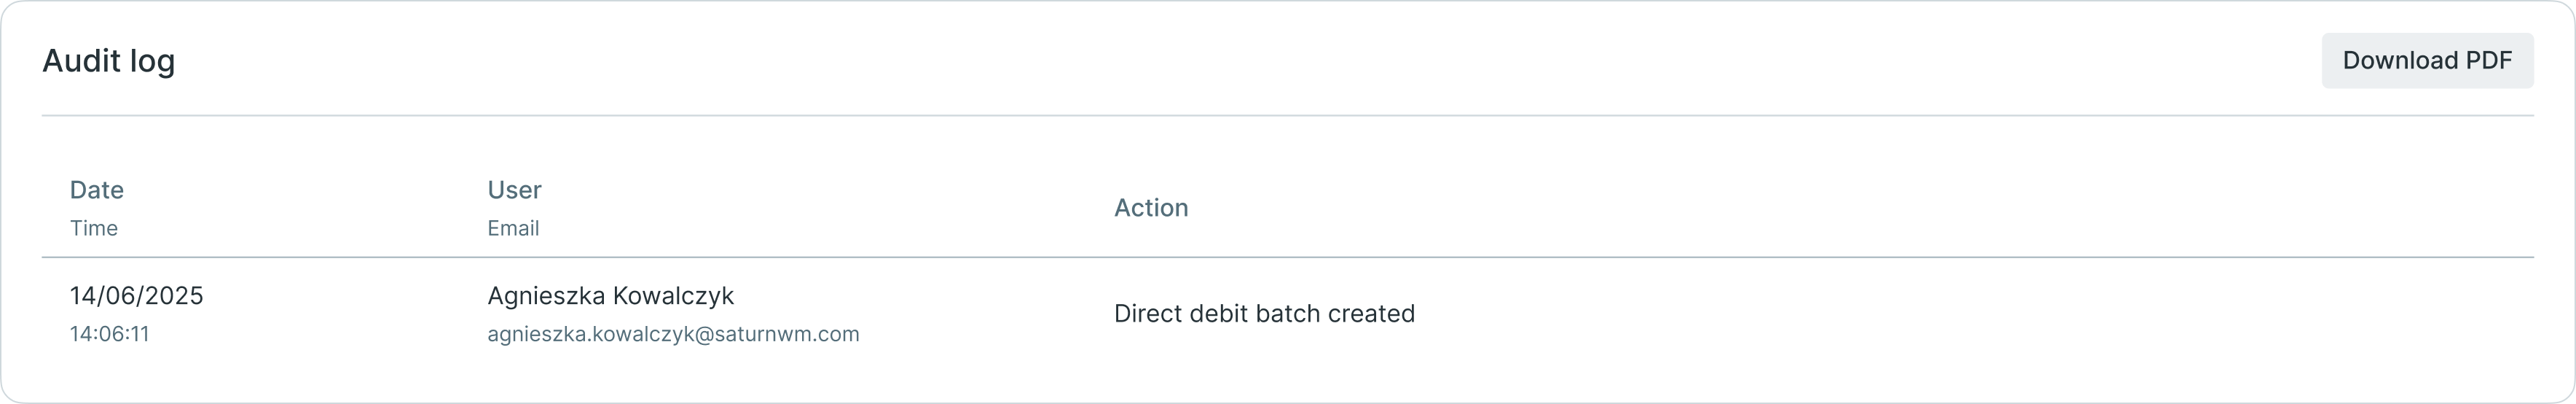 Audit log
Download PDF
Date
Time
User
Email
Action
14/06/2025
14:06:11
Agnieszka Kowalczyk
agnieszka.kowalczyk@saturnwm.com
Direct debit batch created